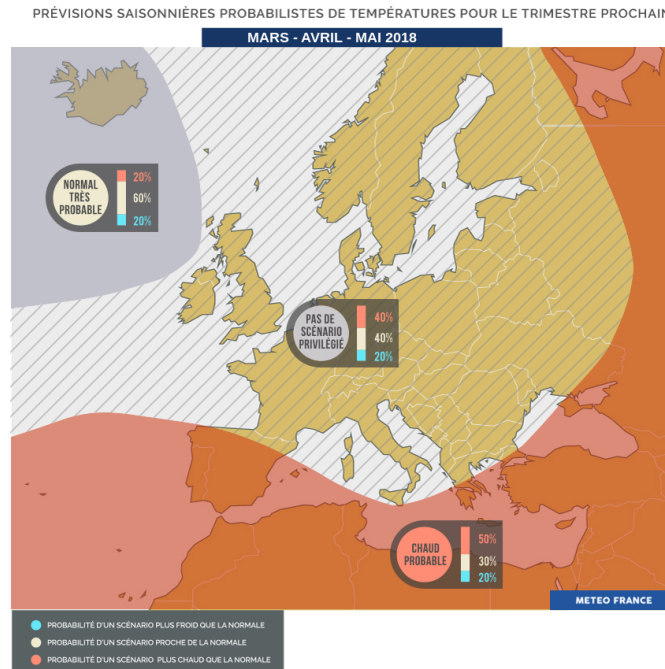 PRÉVISIONS SAISONNIÈRES PROBABILISTES DE TEMPÉRATURES POUR LE TRIMESTRE PROCHAIN
MARS - AVRIL - MAI 2018
NORMAL
TRÈS
PROBABLE
20%
60%
20%
PAS DE
SCÉNARIO
PRIVILÉGIÉ
40%
40%
20%
CHAUD
PROBABLE
50%
30%
20%
METEO FRANCE
PROBABILITÉ D'UN SCÉNARIO PLUS FROID QUE LA NORMALE
PROBABILITÉ D'UN SCÉNARIO PROCHE DE LA NORMALE
PROBABILITÉ D'UN SCÉNARIO PLUS CHAUD QUE LA NORMALE